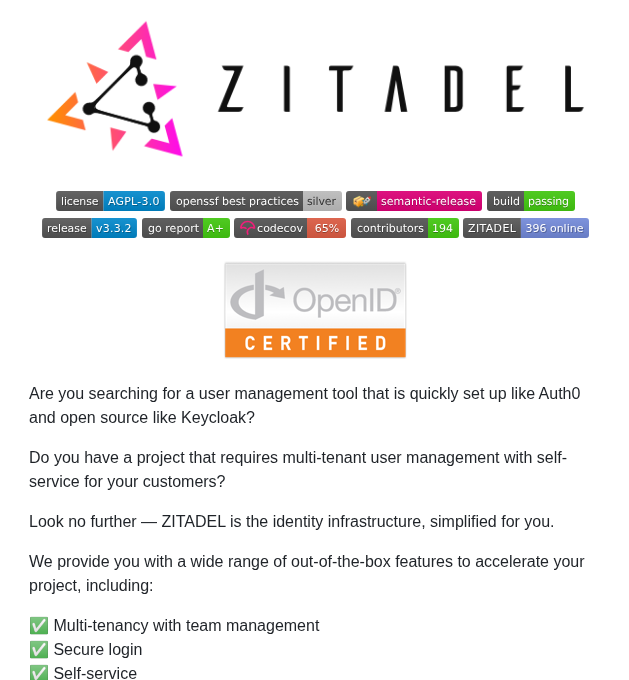 ZITADEL
license AGPL-3.0 openssf best practices silver semantic-release build passing
release v3.3.2 go report A+ codecov 65% contributors 194 ZITADEL 396 online
OpenID®
CERTIFIED
Are you searching for a user management tool that is quickly set up like Auth0
and open source like Keycloak?
Do you have a project that requires multi-tenant user management with self-
service for your customers?
Look no further — ZITADEL is the identity infrastructure, simplified for you.
We provide you with a wide range of out-of-the-box features to accelerate your
project, including:
✅ Multi-tenancy with team management
✅ Secure login
✅ Self-service